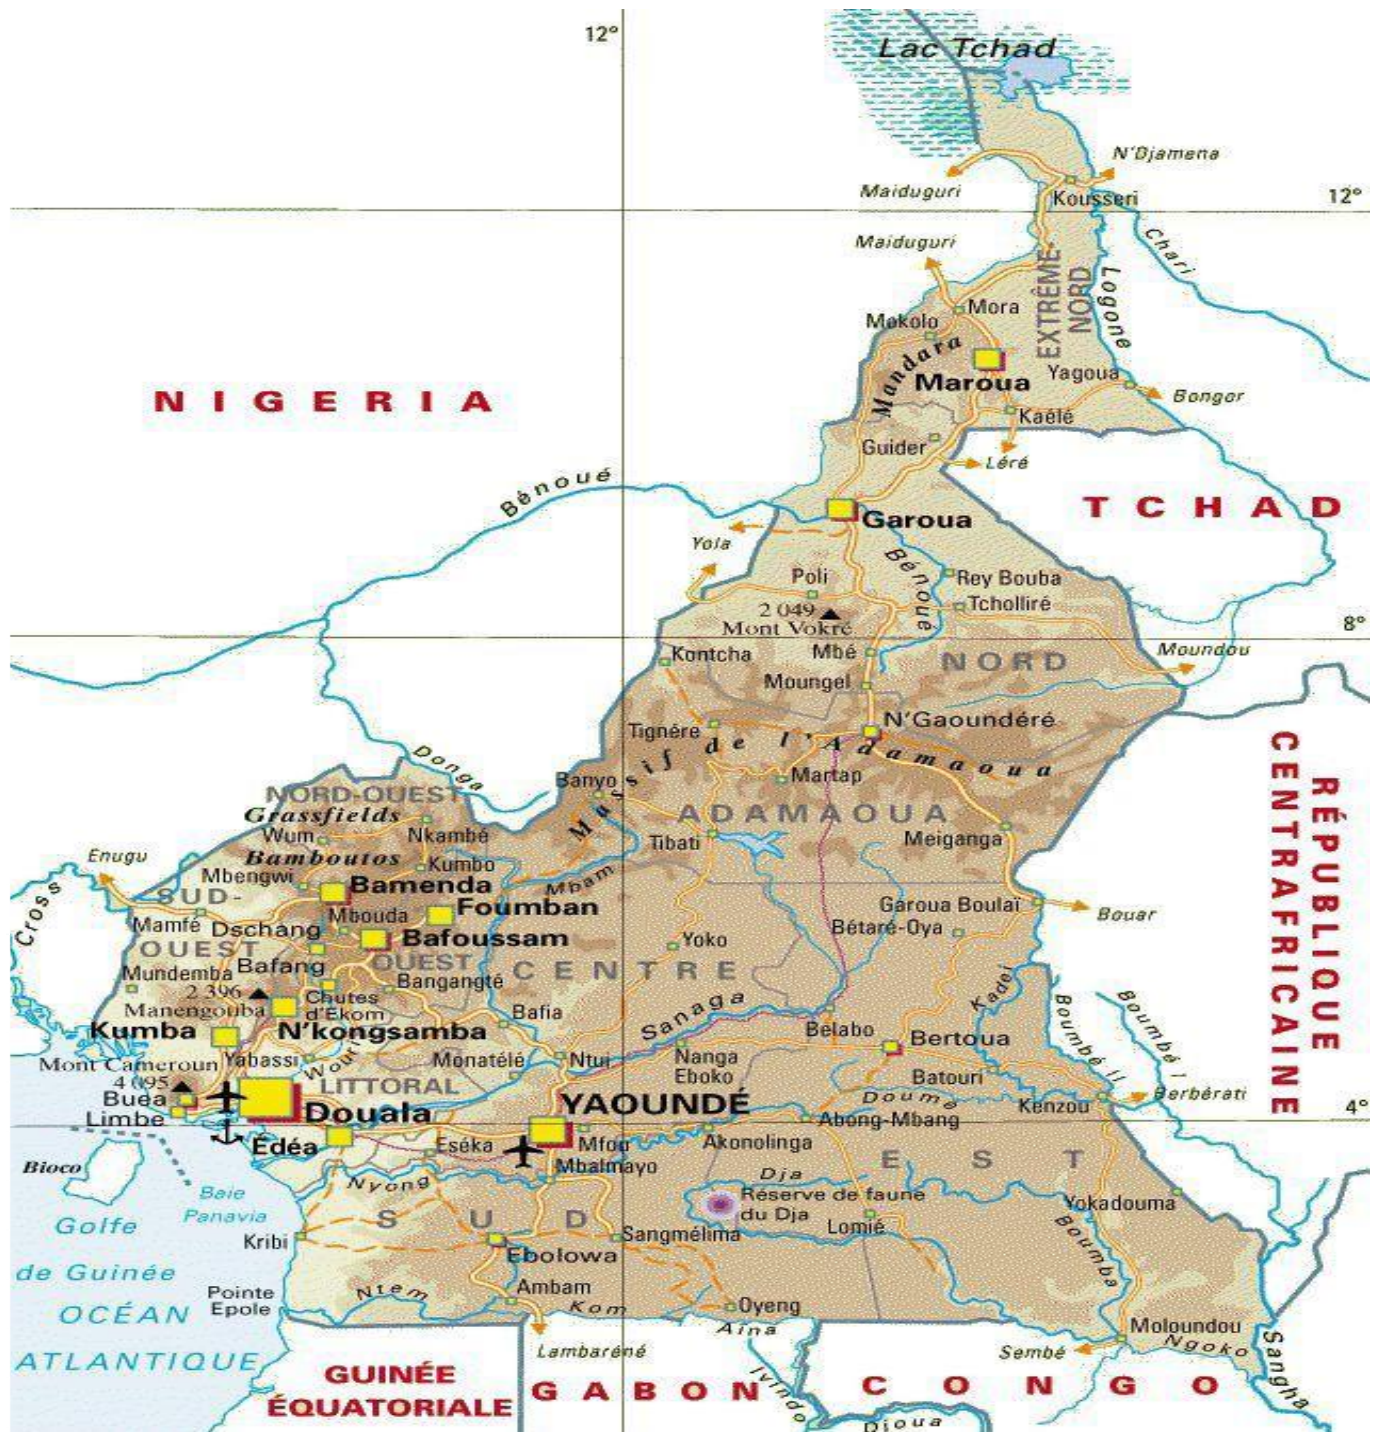 12°
Lac Tchad
N'Djamena
Maiduguri
Kousseri
12°
Maiduguri
Chari
EXTRÊME
NORD
Logone
Mora
Mokolo
Mandara
Maroua
Yagoua
Bongor
NIGERIA
Kaélé
Guider
Léré
Bénoué
TCHAD
Garoua
Yola
Bénoué
Poli
Rey Bouba
Tcholliré
2 049
Mont Vokré
8°
Kontcha
Mbé
NORD
Moundou
Moungel
N'Gaoundéré
Tignére
Massif de l'Adamaoua
Donga
Banyo
Martap
RÉPUBLIQUE
CENTRAFRICAINE
NORD-OUEST
Grassfields
ADAMAOUA
Wum
Nkambé
Tibati
Meiganga
Enugu
Bamboutos
Kumbo
Mbengwi
Bamenda
Mbam
Cross
SUD-
OUEST
Foumban
Garoua Boulaï
Bouar
Mamfé
Dschang
Mbouda
Bafoussam
Bétaré-Oya
Yoko
Bafang
OUEST
CENTRE
Mundemba
Bangangté
Kadei
2 396
Manengouba
Chutes
d'Ekom
Sanaga
Boumbé II
Boumbé I
Kumba
N'kongsamba
Bafia
Bélabo
Bertoua
Mont Cameroun
4 095
Yabassi
Wouri
Monatélé
Ntui
Nanga
Eboko
Batouri
LITTORAL
Buea
Limbe
Douala
YAOUNDÉ
Doumé
Kenzou
Berbérati
Abong-Mbang
4°
Édéa
Eséka
Mfou
Akonolinga
Bioco
Mbalmayo
EST
Nyong
Dja
Baie
Panavia
Réserve de faune
du Dja
Yokadouma
Golfe
de Guinée
SUD
Lomié
Kribi
Sangmélima
Boumba
Ebolowa
Pointe
Epole
Ntem
Ambam
Kom
Oyeng
OCÉAN
ATLANTIQUE
Aïna
Moloundou
Ngoko
Lambaréné
Sembé
Sangha
GUINÉE
ÉQUATORIALE
GABON
Ivindo
CONGO
Dioua